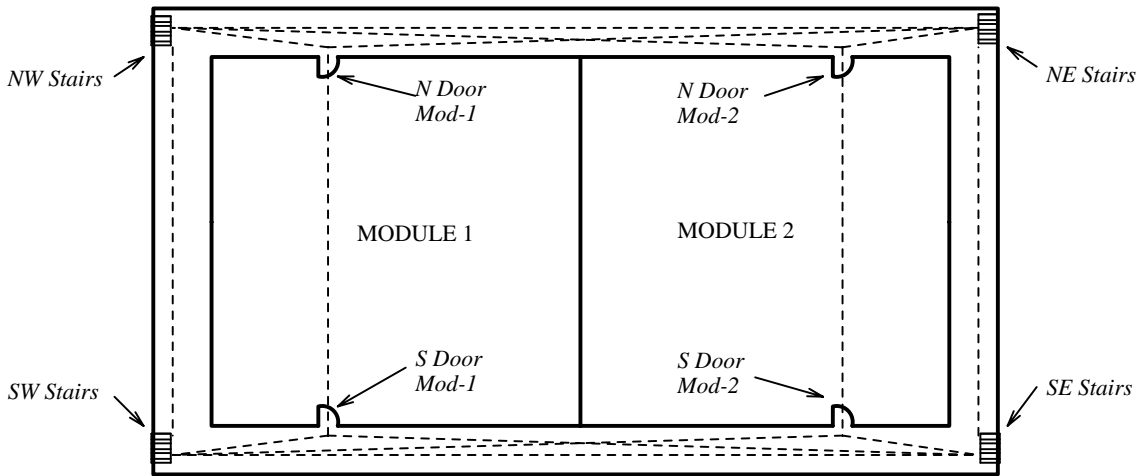 NW Stairs
N Door
Mod-1
N Door
Mod-2
NE Stairs
MODULE 1
MODULE 2
SW Stairs
S Door
Mod-1
S Door
Mod-2
SE Stairs